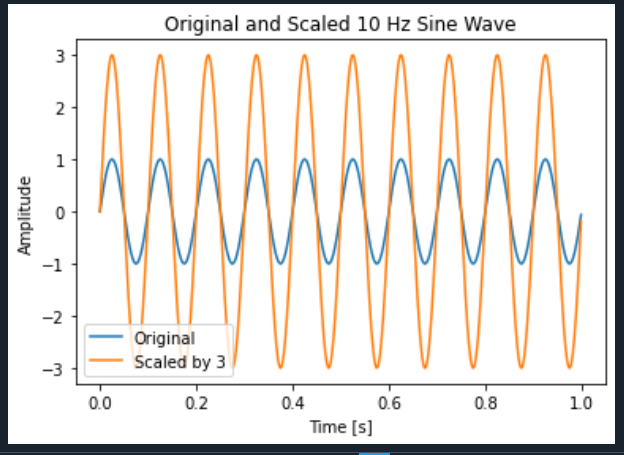 Original and Scaled 10 Hz Sine Wave
3
2
1
0
−1
−2
−3
Amplitude
Original
Scaled by 3
0.0 0.2 0.4 0.6 0.8 1.0
Time [s]